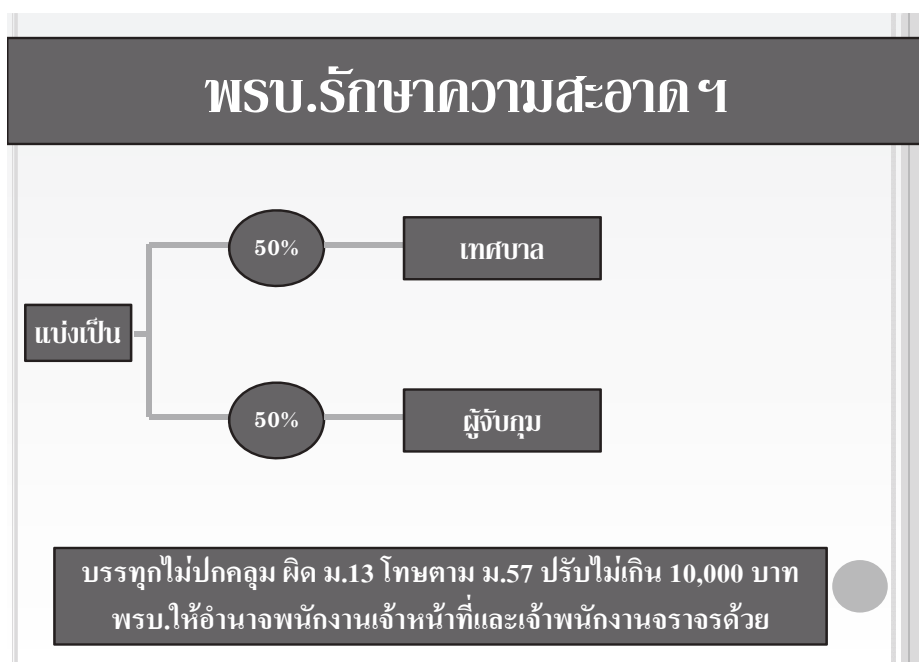 พรบ.รักษาความสะอาด ฯ
50%
เทศบาล
แบ่งเป็น
50%
ผู้จับกุม
บรรทุกไม่ปกคลุม ผิด ม.13 โทษตาม ม.57 ปรับไม่เกิน 10,000 บาท
พรบ.ให้อำนาจพนักงานเจ้าหน้าที่และเจ้าพนักงานจราจรด้วย